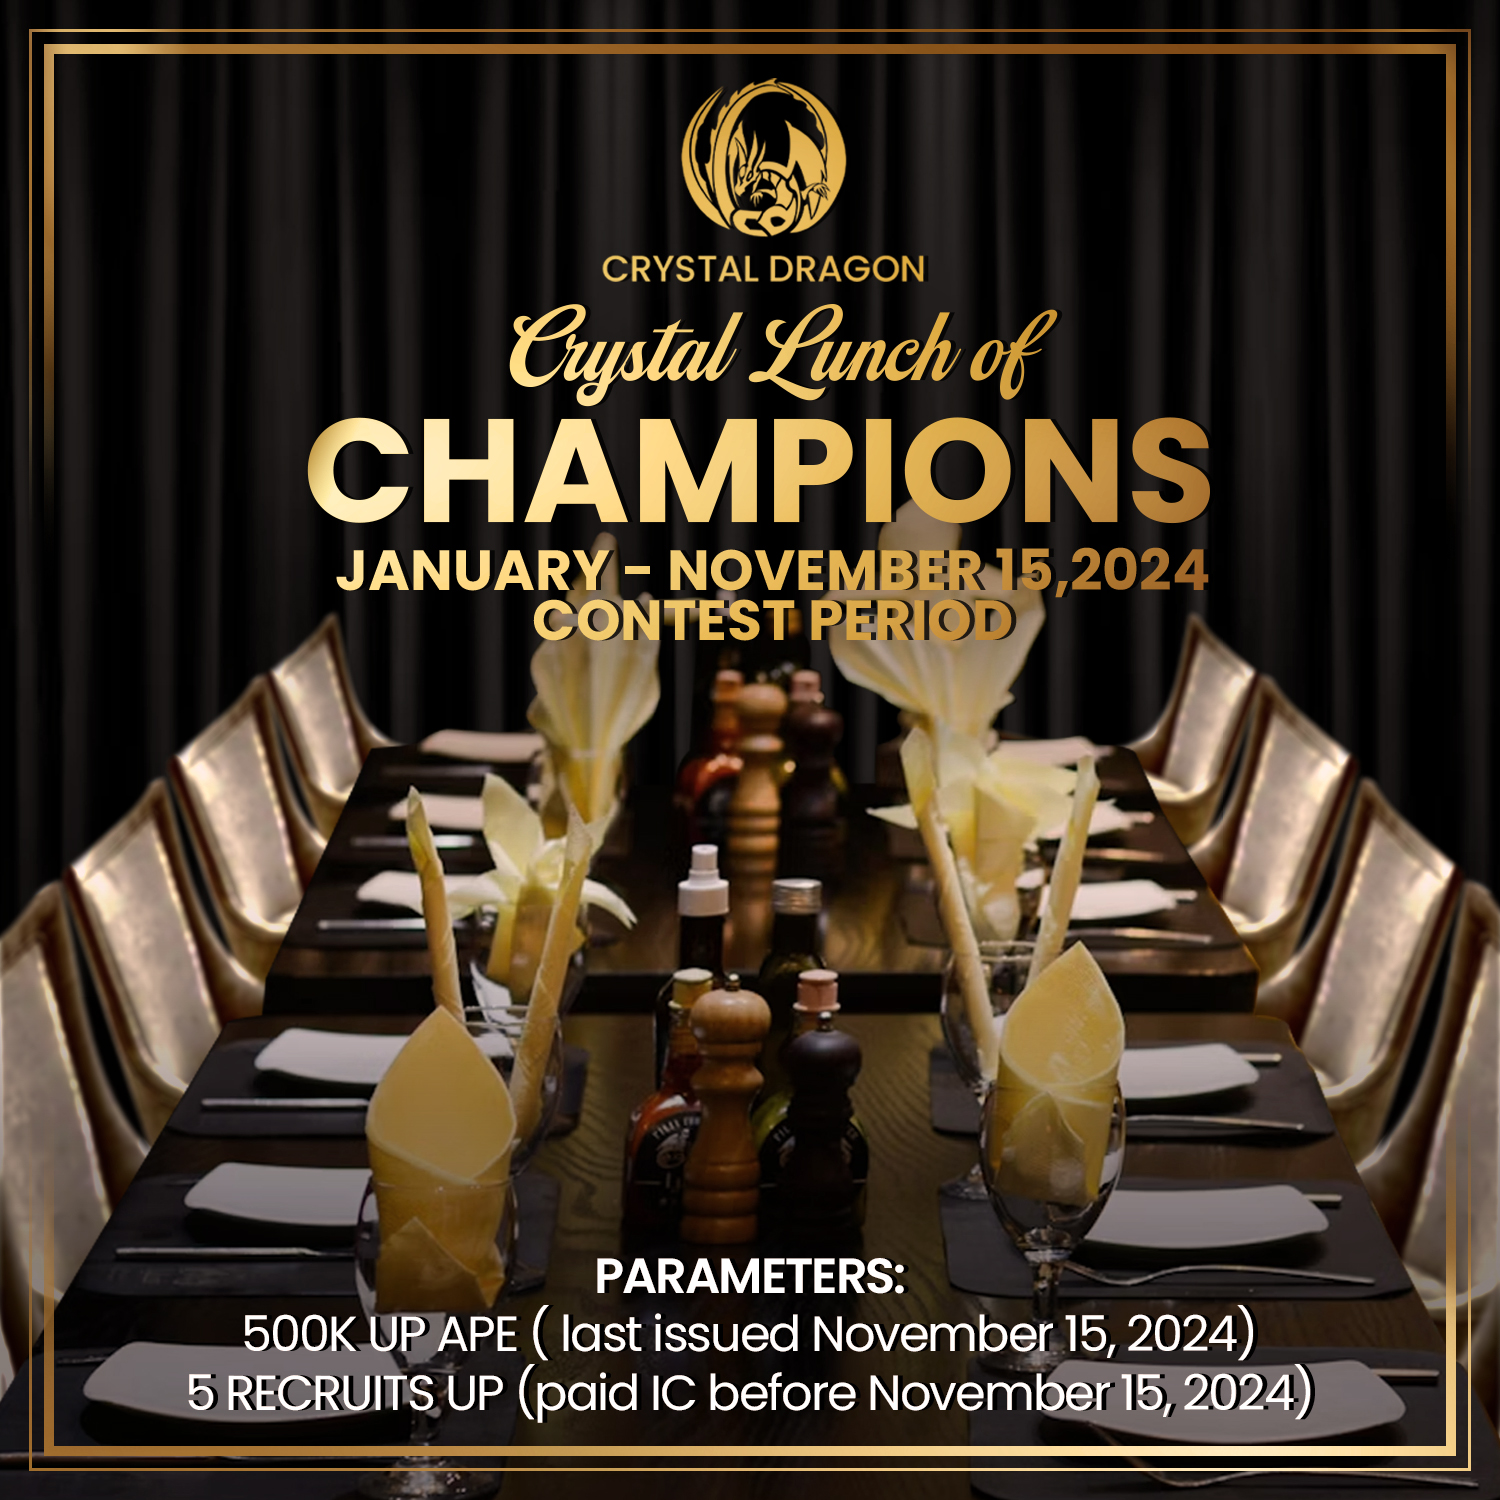 CRYSTAL DRAGON
Crystal Lunch of
CHAMPIONS
JANUARY - NOVEMBER 15,2024
CONTEST PERIOD
PARAMETERS:
500K UP APE ( last issued November 15, 2024)
5 RECRUITS UP (paid IC before November 15, 2024)